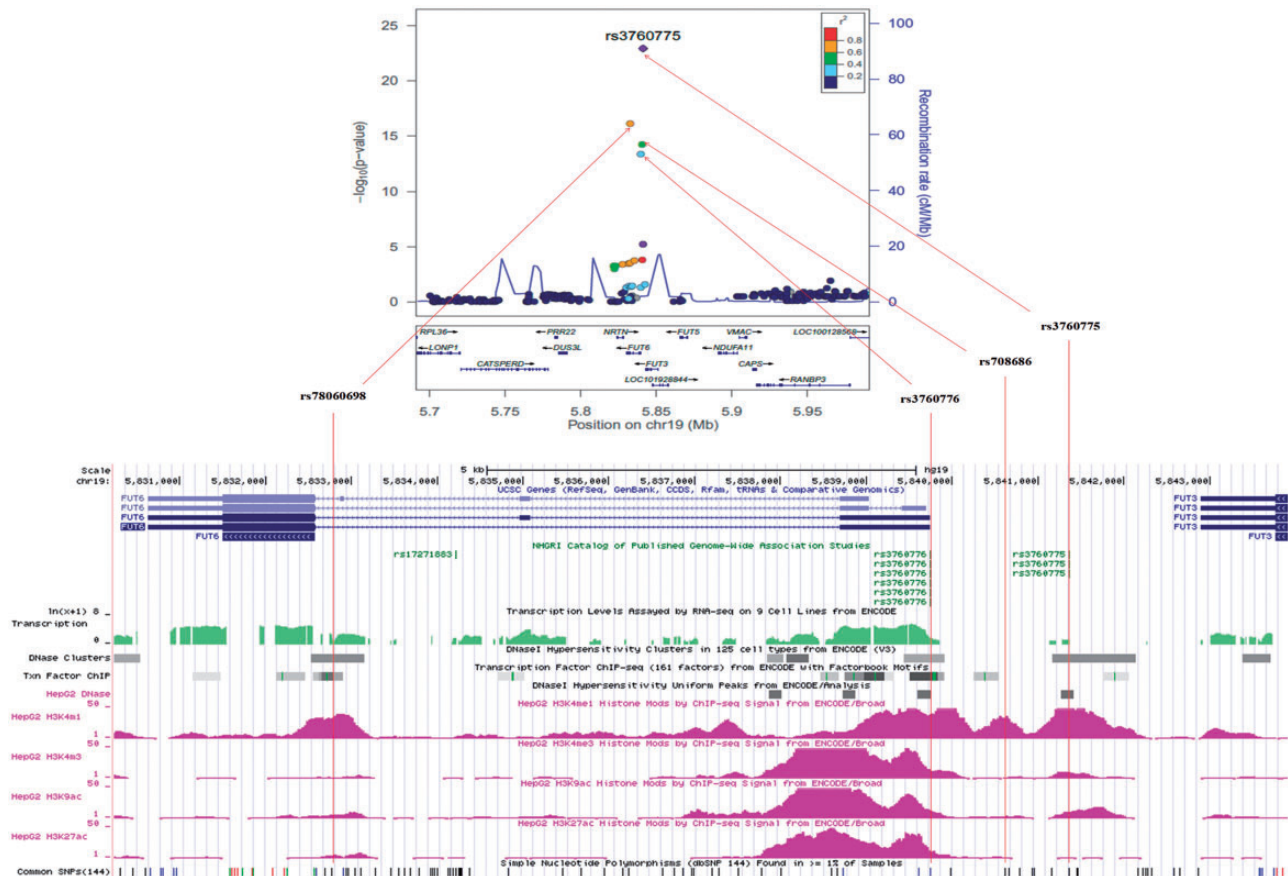 rs3760775
r²
0.8
0.6
0.4
0.2
25
20
15
10
5
0
−log₁₀(p−value)
100
80
60
40
20
0
Recombination rate (cM/Mb)
RPL36
PRR22
NRTN
FUT5
VMAC
LOC100128568
LONP1
DUS3L
FUT6
NDUFA11
CATSPERD
FUT3
CAPS
LOC101928844
RANBP3
5.7
5.75
5.8
5.85
5.9
5.95
Position on chr19 (Mb)
rs3760775
rs708686
rs78060698
rs3760776
Scale
5 kb
hg19
chr19:
5,831,000
5,832,000
5,833,000
5,834,000
5,835,000
5,836,000
5,837,000
5,838,000
5,839,000
5,840,000
5,841,000
5,842,000
5,843,000
UCSC Genes (RefSeq, GenBank, CCDS, Rfam, tRNAs & Comparative Genomics)
FUT6
FUT6
FUT6
FUT6
FUT6
FUT3
FUT3
FUT3
FUT3
FUT3
NHGRI Catalog of Published Genome-Wide Association Studies
rs17271883
rs3760776
rs3760776
rs3760776
rs3760776
rs3760776
rs3760776
rs3760775
rs3760775
rs3760775
ln(x+1) 8
Transcription Levels Assayed by RNA-seq on 9 Cell Lines from ENCODE
Transcription
0
DNaseI Hypersensitivity Clusters in 125 cell types from ENCODE (V3)
DNase Clusters
Transcription Factor ChIP-seq (161 factors) from ENCODE with Factorbook Motifs
Txn Factor ChIP
DNaseI Hypersensitivity Uniform Peaks from ENCODE/Analysis
HepG2 DNase
50
HepG2 H3K4me1 Histone Mods by ChIP-seq Signal from ENCODE/Broad
HepG2 H3K4m1
1
HepG2 H3K4me3 Histone Mods by ChIP-seq Signal from ENCODE/Broad
50
HepG2 H3K4m3
1
HepG2 H3K9ac Histone Mods by ChIP-seq Signal from ENCODE/Broad
50
HepG2 H3K9ac
1
HepG2 H3K27ac Histone Mods by ChIP-seq Signal from ENCODE/Broad
50
HepG2 H3K27ac
1
Simple Nucleotide Polymorphisms (dbSNP 144) Found in >= 1% of Samples
Common SNPs(144)